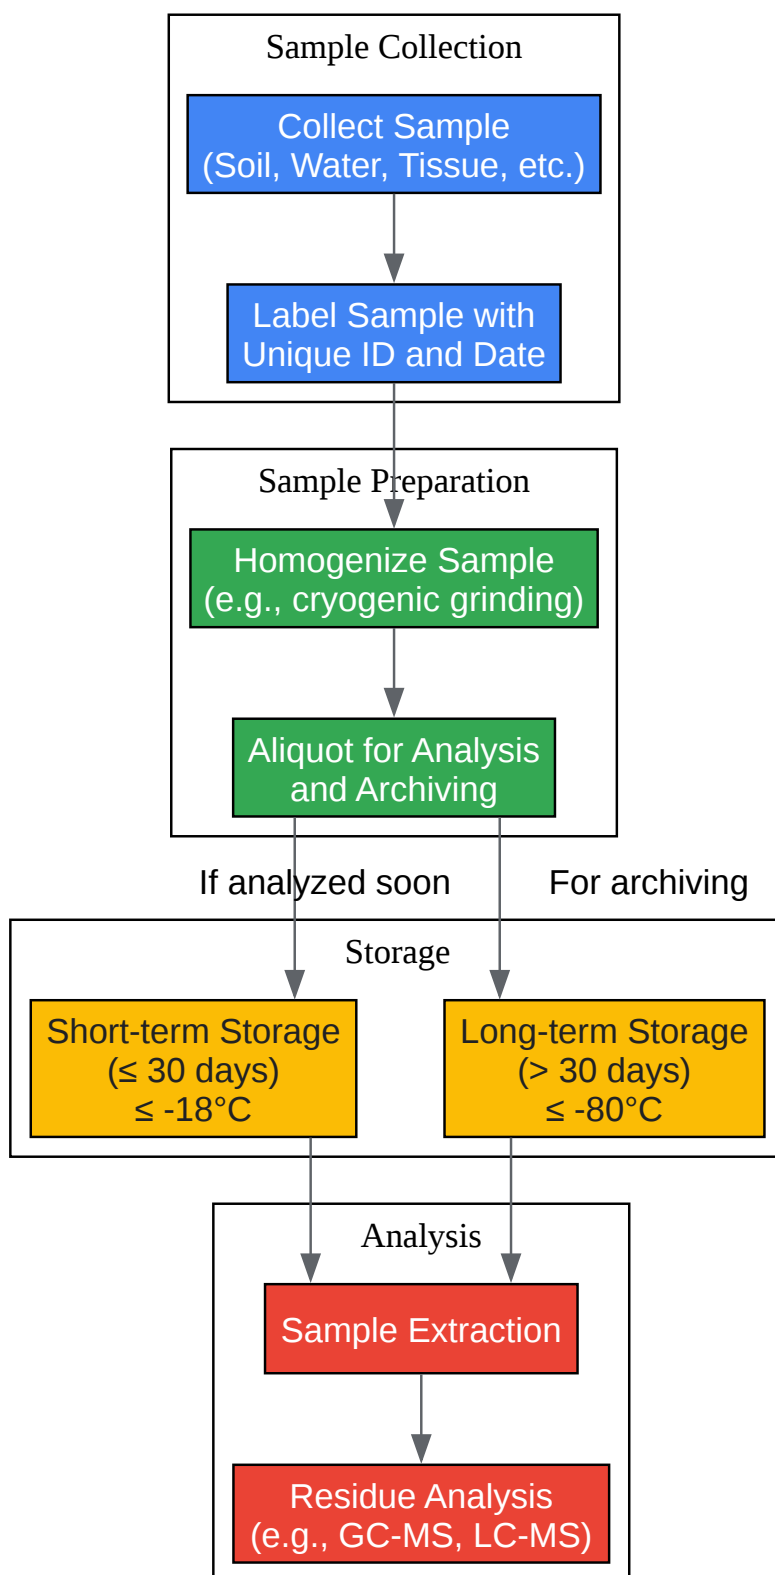 Sample Collection
Collect Sample
(Soil, Water, Tissue, etc.)
Label Sample with
Unique ID and Date
Sample Preparation
Homogenize Sample
(e.g., cryogenic grinding)
Aliquot for Analysis
and Archiving
If analyzed soon
For archiving
Storage
Short-term Storage
(≤ 30 days)
≤ -18°C
Long-term Storage
(> 30 days)
≤ -80°C
Analysis
Sample Extraction
Residue Analysis
(e.g., GC-MS, LC-MS)